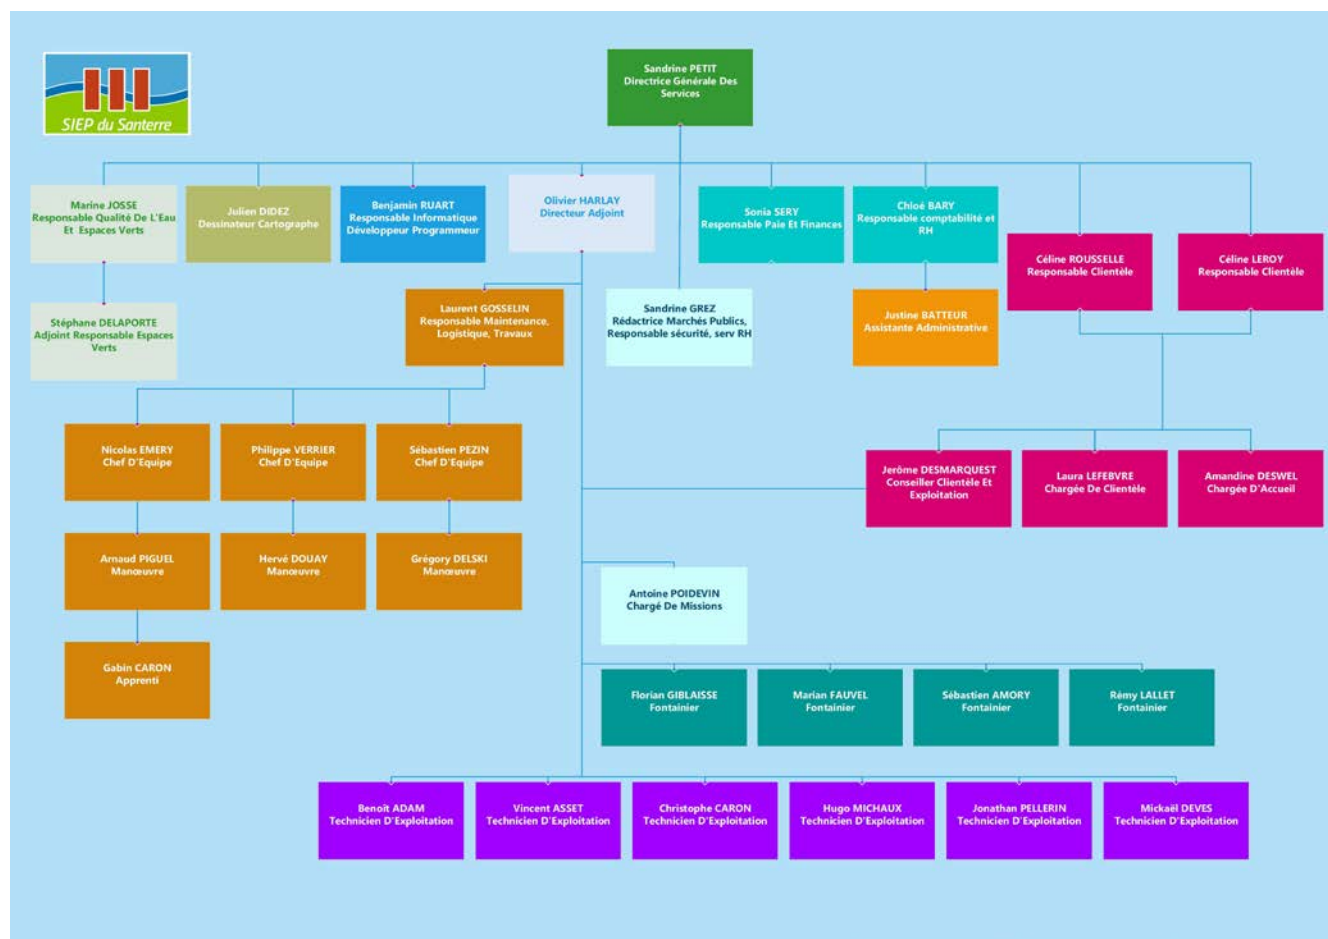 SIEP du Santerre
Sandrine PETIT
Directrice Générale Des
Services
Marine JOSSE
Responsable Qualité De L'Eau
Et Espaces Verts
Julien DIDEZ
Dessinateur Cartographe
Benjamin RUART
Responsable Informatique
Développeur Programmeur
Olivier HARLAY
Directeur Adjoint
Sonia SERY
Responsable Paie Et Finances
Chloé BARY
Responsable comptabilité et
RH
Céline ROUSSELLE
Responsable Clientèle
Céline LEROY
Responsable Clientèle
Stéphane DELAPORTE
Adjoint Responsable Espaces
Verts
Laurent GOSSELIN
Responsable Maintenance,
Logistique, Travaux
Sandrine GREZ
Rédactrice Marchés Publics,
Responsable sécurité, serv RH
Justine BATTEUR
Assistante Administrative
Nicolas EMERY
Chef D'Equipe
Philippe VERRIER
Chef D'Equipe
Sébastien PEZIN
Chef D'Equipe
Jerôme DESMARQUEST
Conseiller Clientèle Et
Exploitation
Laura LEFEBVRE
Chargée De Clientèle
Amandine DESWEL
Chargée D'Accueil
Arnaud PIGUEL
Manœuvre
Hervé DOUAY
Manœuvre
Grégory DELSKI
Manœuvre
Antoine POIDEVIN
Chargé De Missions
Gabin CARON
Apprenti
Florian GIBLAISSE
Fontainier
Marian FAUVEL
Fontainier
Sébastien AMORY
Fontainier
Rémy LALLET
Fontainier
Benoît ADAM
Technicien D'Exploitation
Vincent ASSET
Technicien D'Exploitation
Christophe CARON
Technicien D'Exploitation
Hugo MICHAUX
Technicien D'Exploitation
Jonathan PELLERIN
Technicien D'Exploitation
Mickaël DEVES
Technicien D'Exploitation